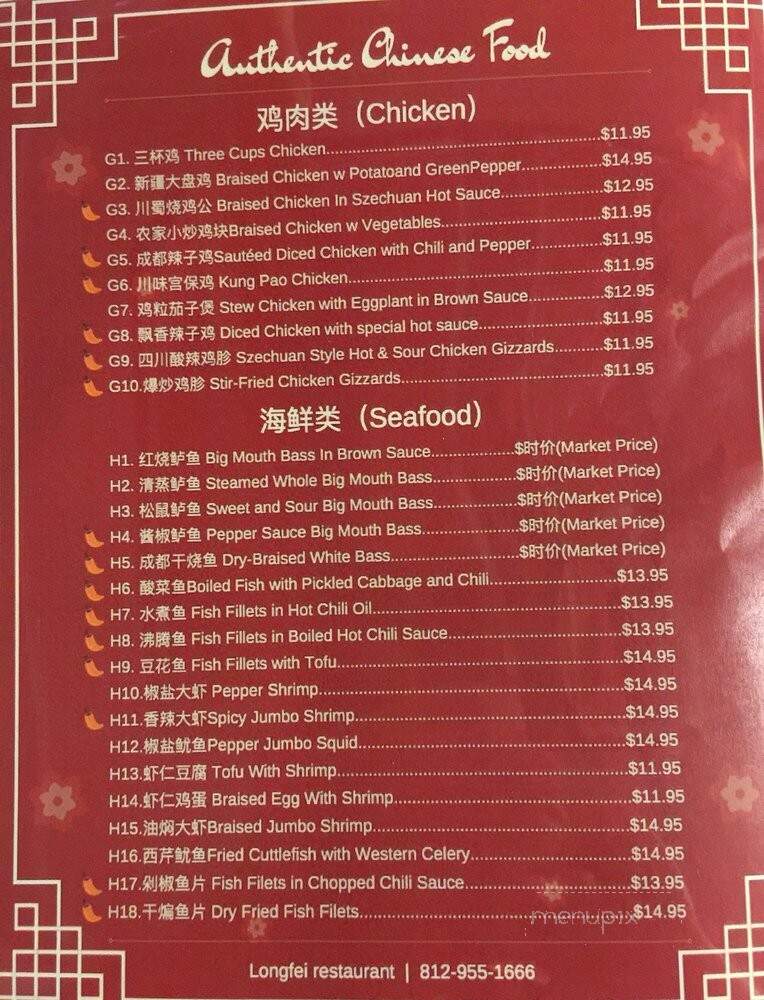 Authentic Chinese Food
鸡肉类（Chicken）
G1. 三杯鸡 Three Cups Chicken.....$11.95
G2. 新疆大盘鸡 Braised Chicken w Potatoand GreenPepper.....$14.95
G3. 川蜀烧鸡公 Braised Chicken In Szechuan Hot Sauce.....$12.95
G4. 农家小炒鸡块Braised Chicken w Vegetables.....$11.95
G5. 成都辣子鸡Sautéed Diced Chicken with Chili and Pepper.....$11.95
G6. 川味宫保鸡 Kung Pao Chicken.....$11.95
G7. 鸡粒茄子煲 Stew Chicken with Eggplant in Brown Sauce.....$12.95
G8. 飘香辣子鸡 Diced Chicken with special hot sauce.....$11.95
G9. 四川酸辣鸡胗 Szechuan Style Hot & Sour Chicken Gizzards.....$11.95
G10.爆炒鸡胗 Stir-Fried Chicken Gizzards.....$11.95
海鲜类（Seafood）
H1. 红烧鲈鱼 Big Mouth Bass In Brown Sauce.....$时价(Market Price)
H2. 清蒸鲈鱼 Steamed Whole Big Mouth Bass.....$时价(Market Price)
H3. 松鼠鲈鱼 Sweet and Sour Big Mouth Bass.....$时价(Market Price)
H4. 酱椒鲈鱼 Pepper Sauce Big Mouth Bass.....$时价(Market Price)
H5. 成都干烧鱼 Dry-Braised White Bass.....$时价(Market Price)
H6. 酸菜鱼Boiled Fish with Pickled Cabbage and Chili.....$13.95
H7. 水煮鱼 Fish Fillets in Hot Chili Oil.....$13.95
H8. 沸腾鱼 Fish Fillets in Boiled Hot Chili Sauce.....$13.95
H9. 豆花鱼 Fish Fillets with Tofu.....$14.95
H10.椒盐大虾 Pepper Shrimp.....$14.95
H11.香辣大虾Spicy Jumbo Shrimp.....$14.95
H12.椒盐鱿鱼Pepper Jumbo Squid.....$14.95
H13.虾仁豆腐 Tofu With Shrimp.....$11.95
H14.虾仁鸡蛋 Braised Egg With Shrimp.....$11.95
H15.油焖大虾Braised Jumbo Shrimp.....$14.95
H16.西芹鱿鱼Fried Cuttlefish with Western Celery.....$14.95
H17.剁椒鱼片 Fish Filets in Chopped Chili Sauce.....$13.95
H18.干煸鱼片 Dry Fried Fish Filets.....$14.95
menupix
Longfei restaurant | 812-955-1666